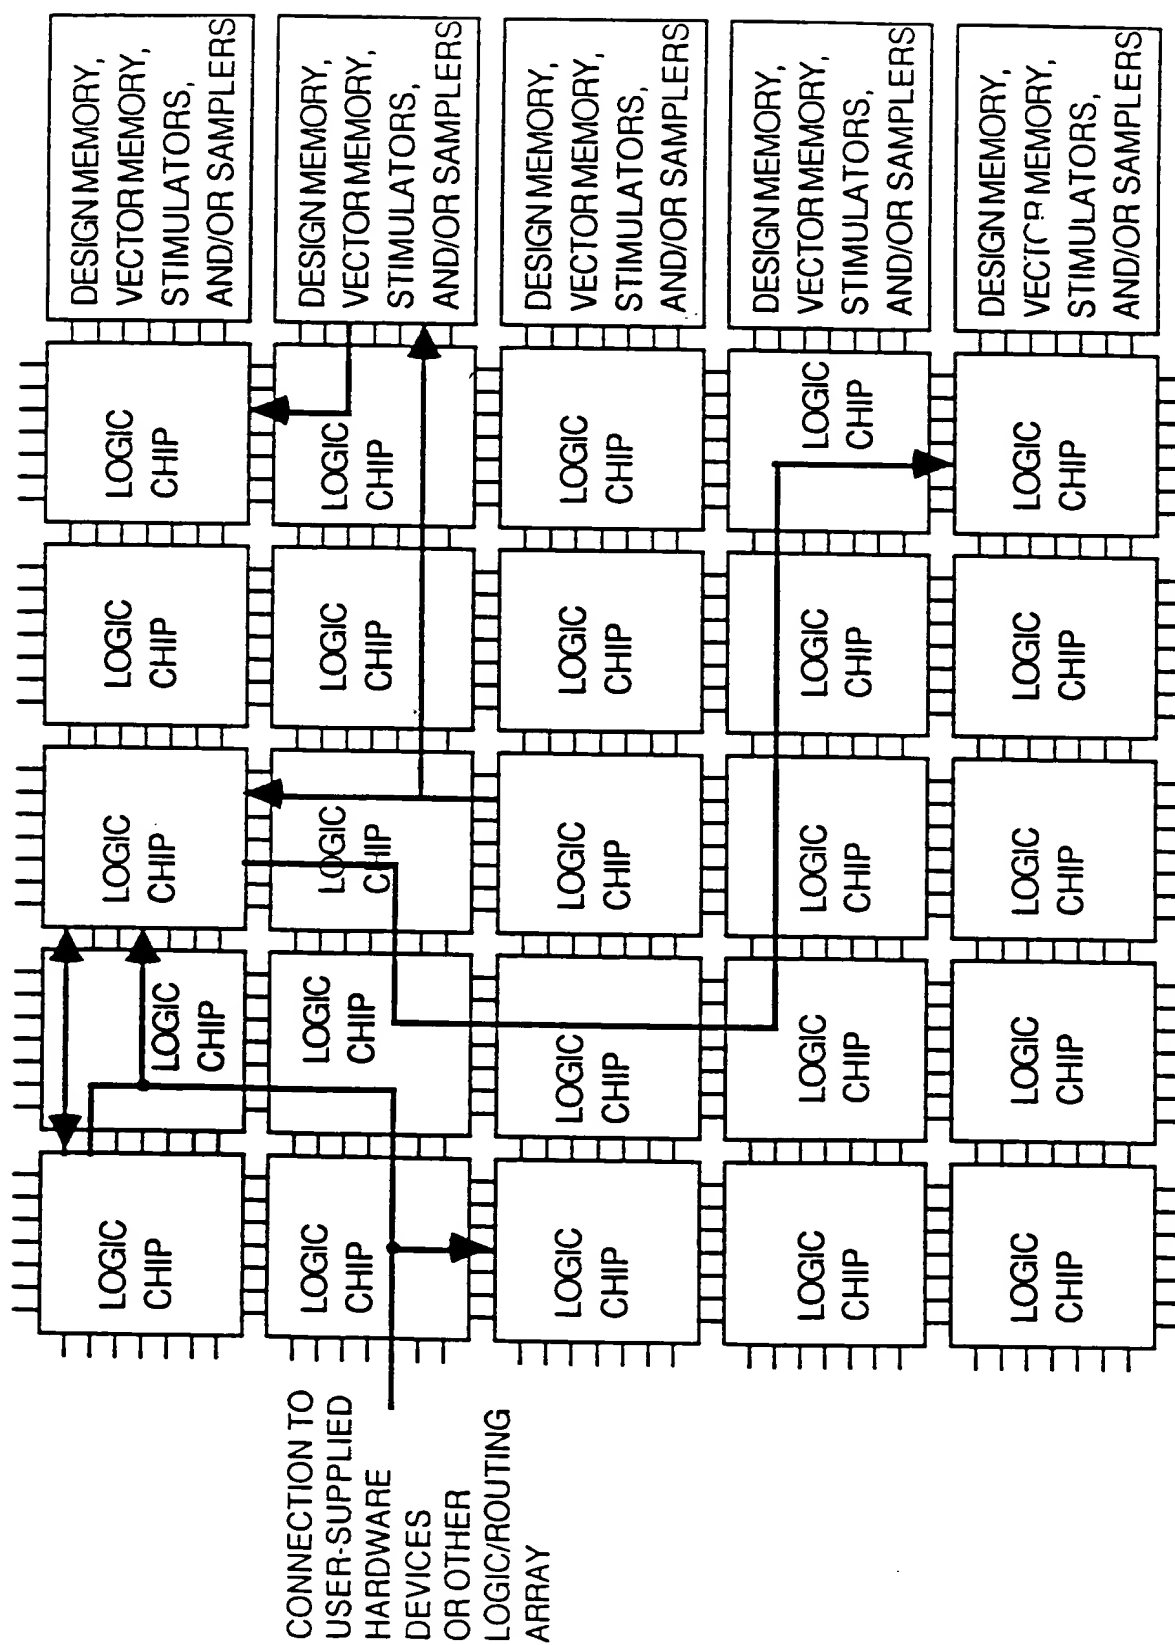 LOGIC
CHIP
LOGIC
CHIP
LOGIC
CHIP
LOGIC
CHIP
LOGIC
CHIP
DESIGN MEMORY,
VECTOR MEMORY,
STIMULATORS,
AND/OR SAMPLERS
CONNECTION TO
USER-SUPPLIED
HARDWARE
DEVICES
OR OTHER
LOGIC/ROUTING
ARRAY
LOGIC
CHIP
LOGIC
CHIP
LOGIC
CHIP
LOGIC
CHIP
LOGIC
CHIP
DESIGN MEMORY,
VECTOR MEMORY,
STIMULATORS,
AND/OR SAMPLERS
LOGIC
CHIP
LOGIC
CHIP
LOGIC
CHIP
LOGIC
CHIP
LOGIC
CHIP
DESIGN MEMORY,
VECTOR MEMORY,
STIMULATORS,
AND/OR SAMPLERS
LOGIC
CHIP
LOGIC
CHIP
LOGIC
CHIP
LOGIC
CHIP
LOGIC
CHIP
DESIGN MEMORY
VECTOR MEMORY,
STIMULATORS,
AND/OR SAMPLERS
LOGIC
CHIP
LOGIC
CHIP
LOGIC
CHIP
LOGIC
CHIP
LOGIC
CHIP
DESIGN MEMORY,
VECTOR MEMORY,
STIMULATORS,
AND/OR SAMPLERS